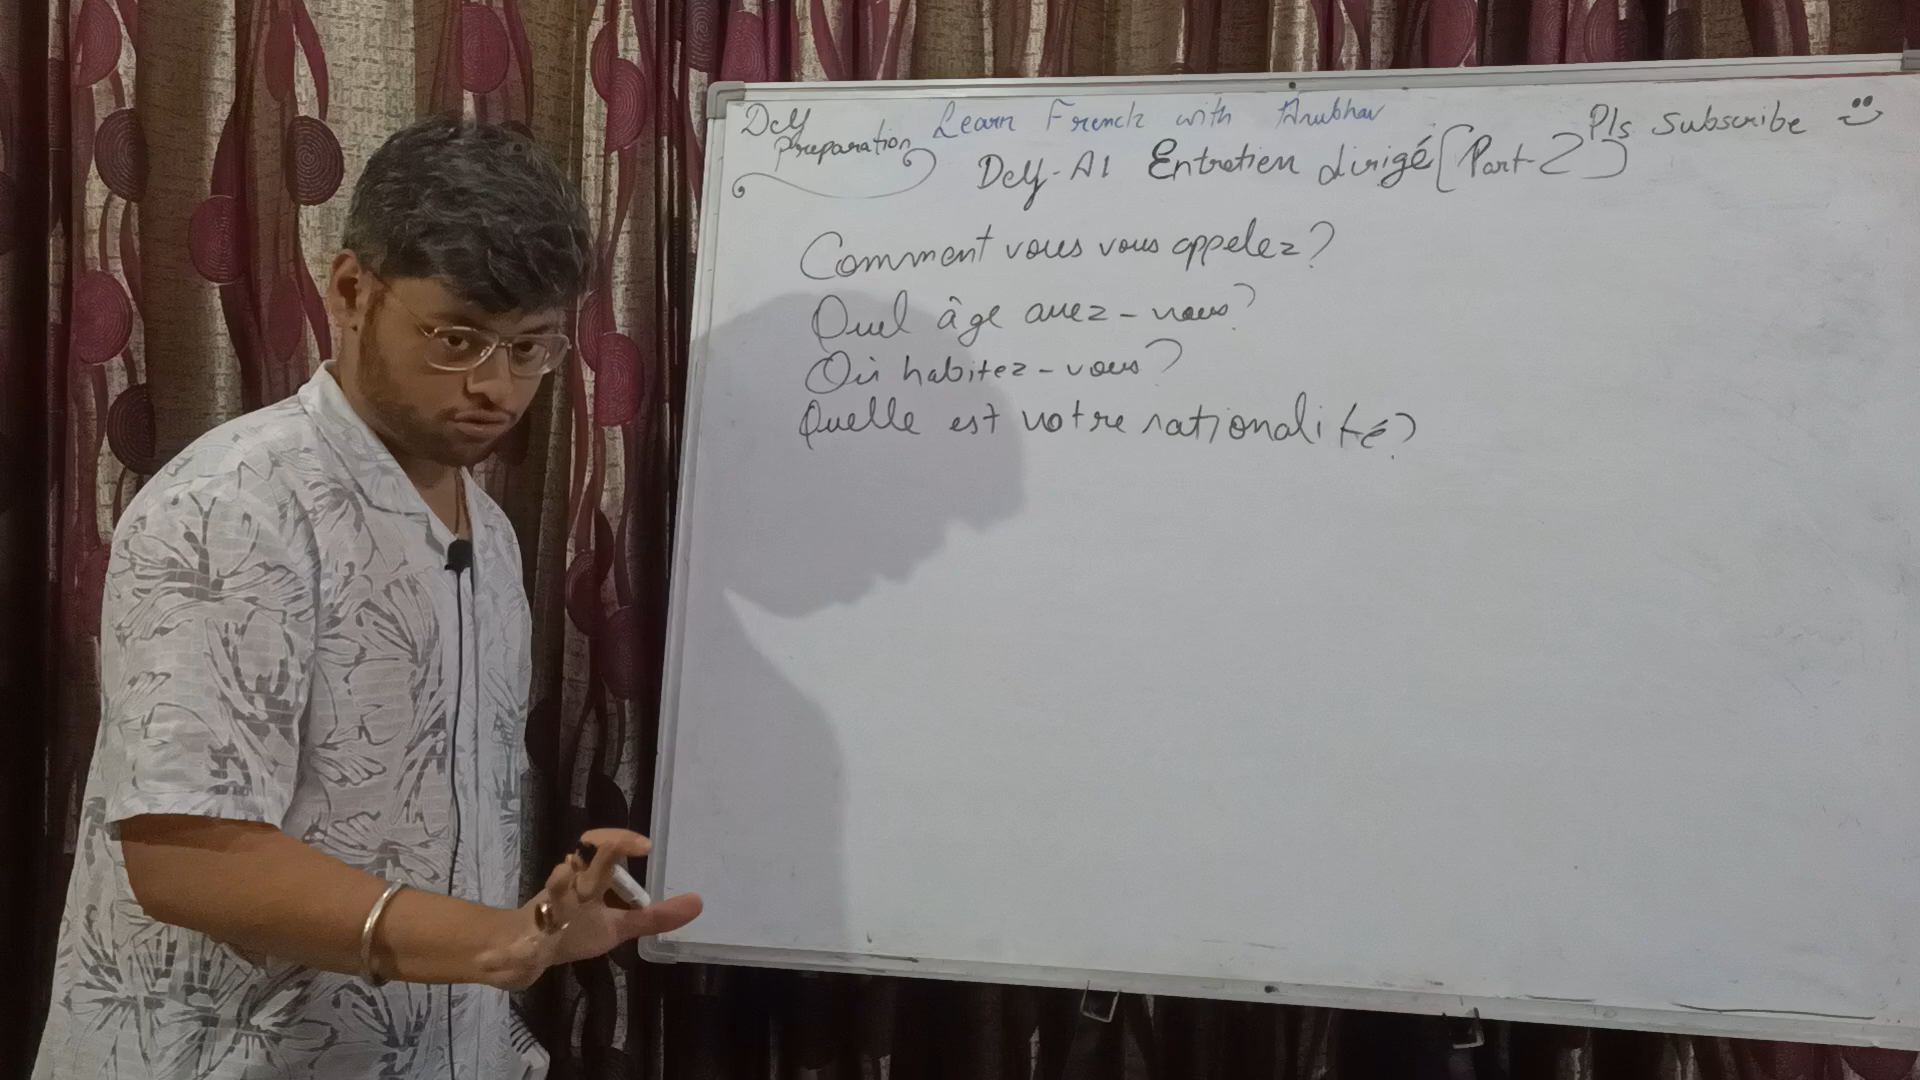 Delf Preparation
Learn French with Anubhav
Pls Subscribe
Delf-A1 Entretien dirigé [Part-2]
Comment vous vous appelez?
Quel âge avez-vous?
Où habitez-vous?
Quelle est votre nationalité?